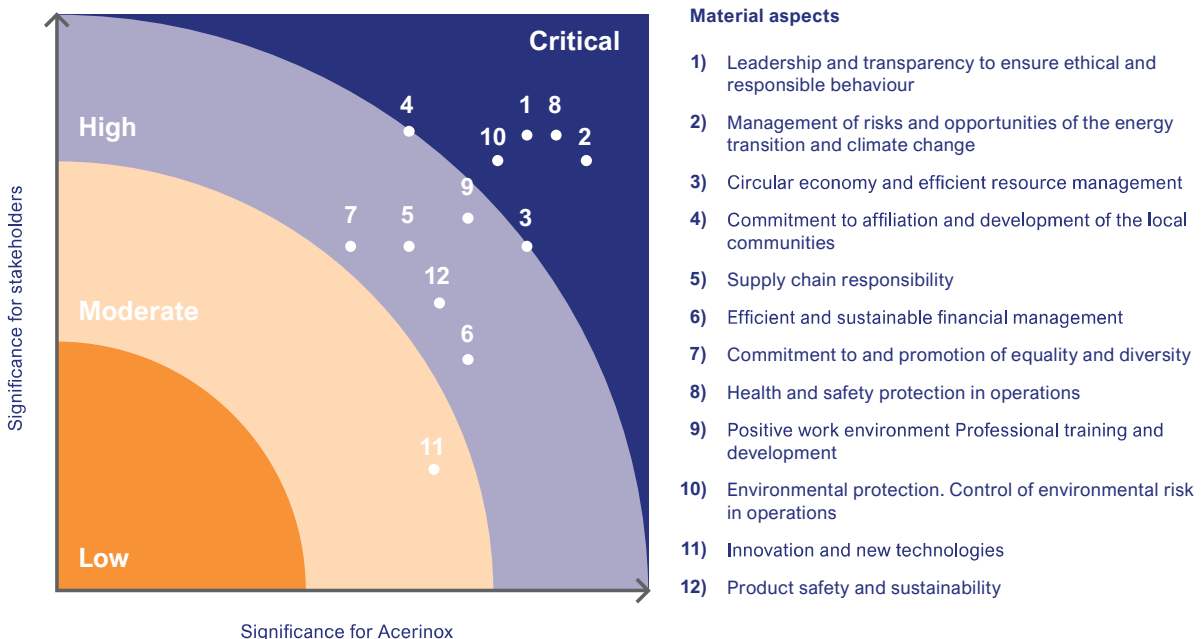 Critical
High
Moderate
Low
4
1 8
10 2
9
7 5 3
12
6
11
Significance for stakeholders
Significance for Acerinox
Material aspects
1) Leadership and transparency to ensure ethical and
responsible behaviour
2) Management of risks and opportunities of the energy
transition and climate change
3) Circular economy and efficient resource management
4) Commitment to affiliation and development of the local
communities
5) Supply chain responsibility
6) Efficient and sustainable financial management
7) Commitment to and promotion of equality and diversity
8) Health and safety protection in operations
9) Positive work environment Professional training and
development
10) Environmental protection. Control of environmental risk
in operations
11) Innovation and new technologies
12) Product safety and sustainability